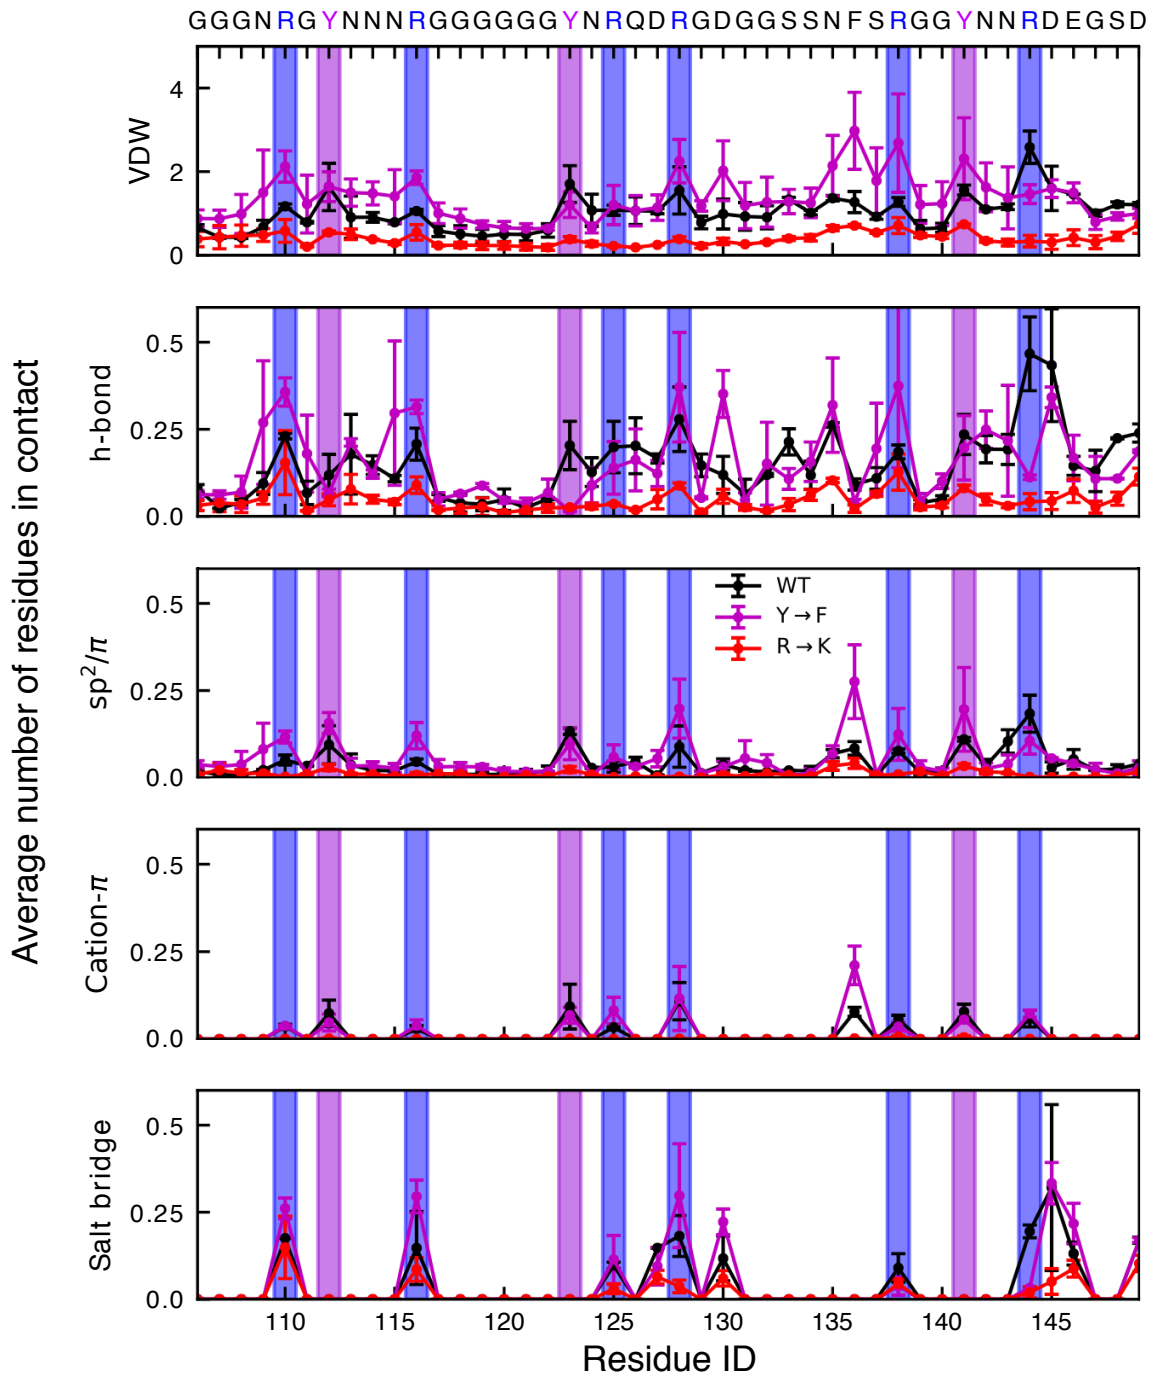 GGGNRGYNNNRGGGGGGYNRQDRGDGGSSNFSRGGYNNRDEGSD
Average number of residues in contact
VDW
4
2
0
h-bond
0.5
0.25
0.0
sp²/π
0.5
0.25
0.0
WT
Y→F
R→K
Cation-π
0.5
0.25
0.0
Salt bridge
0.5
0.25
0.0
110 115 120 125 130 135 140 145
Residue ID